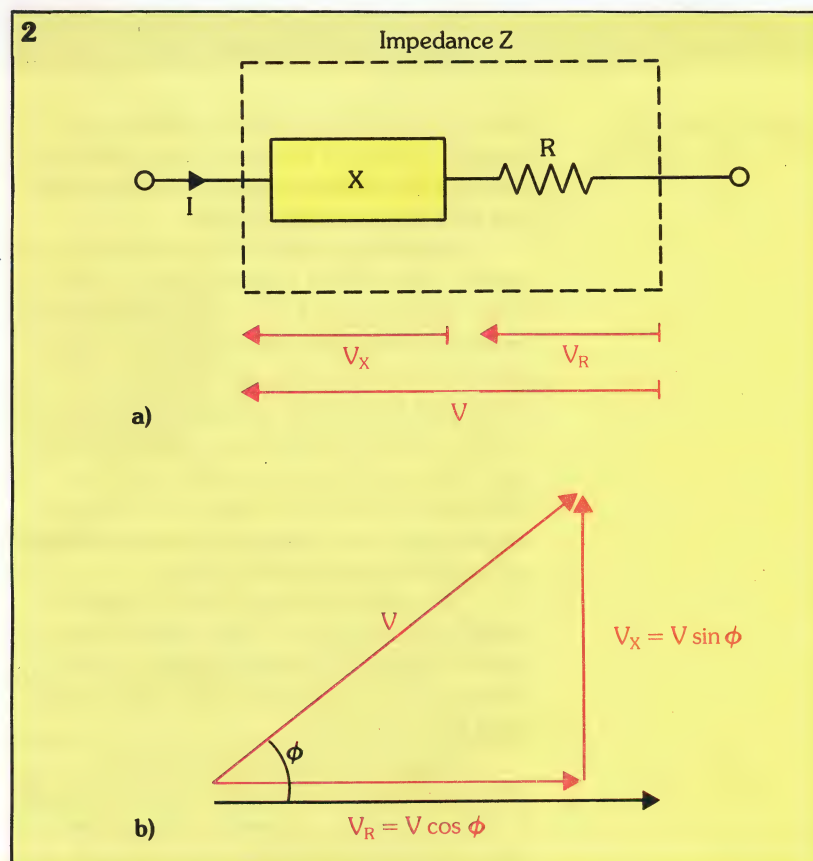 2
Impedance Z
X
R
I
V_X
V_R
V
a)
V
V_X = V sin ϕ
ϕ
V_R = V cos ϕ
b)